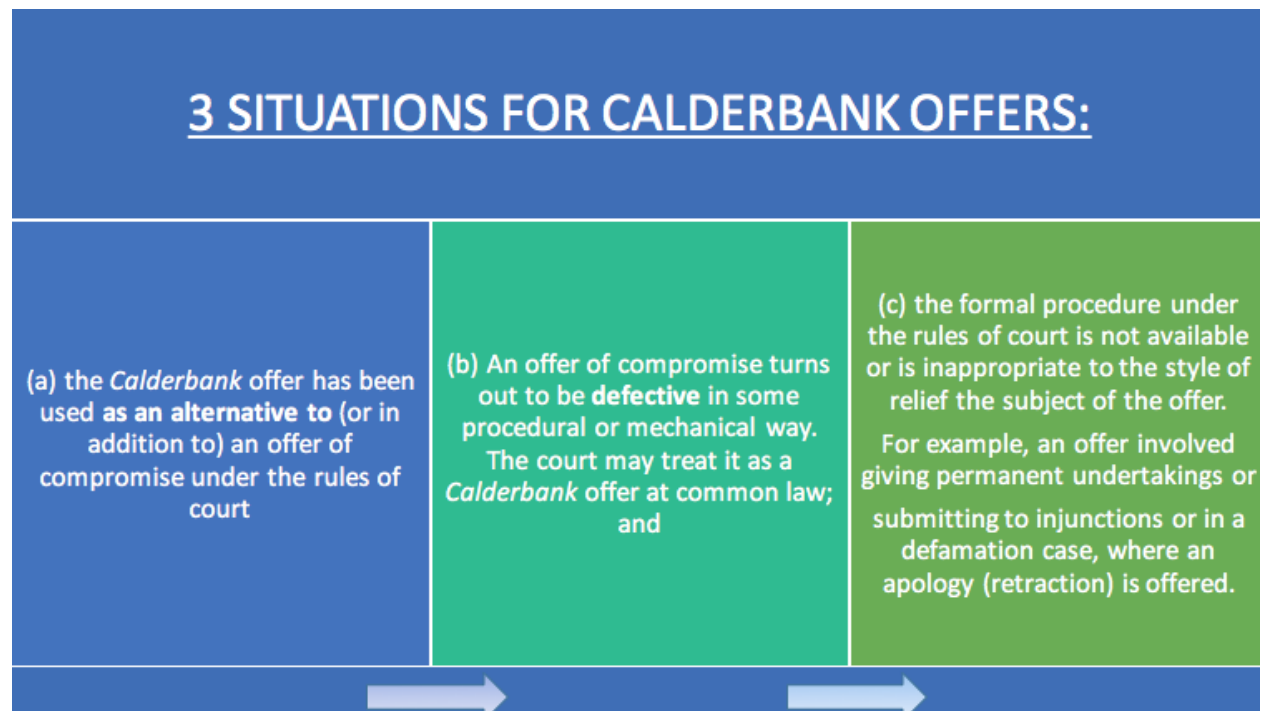 3 SITUATIONS FOR CALDERBANK OFFERS:
(a) the Calderbank offer has been
used as an alternative to (or in
addition to) an offer of
compromise under the rules of
court
(b) An offer of compromise turns
out to be defective in some
procedural or mechanical way.
The court may treat it as a
Calderbank offer at common law;
and
(c) the formal procedure under
the rules of court is not available
or is inappropriate to the style of
relief the subject of the offer.
For example, an offer involved
giving permanent undertakings or
submitting to injunctions or in a
defamation case, where an
apology (retraction) is offered.